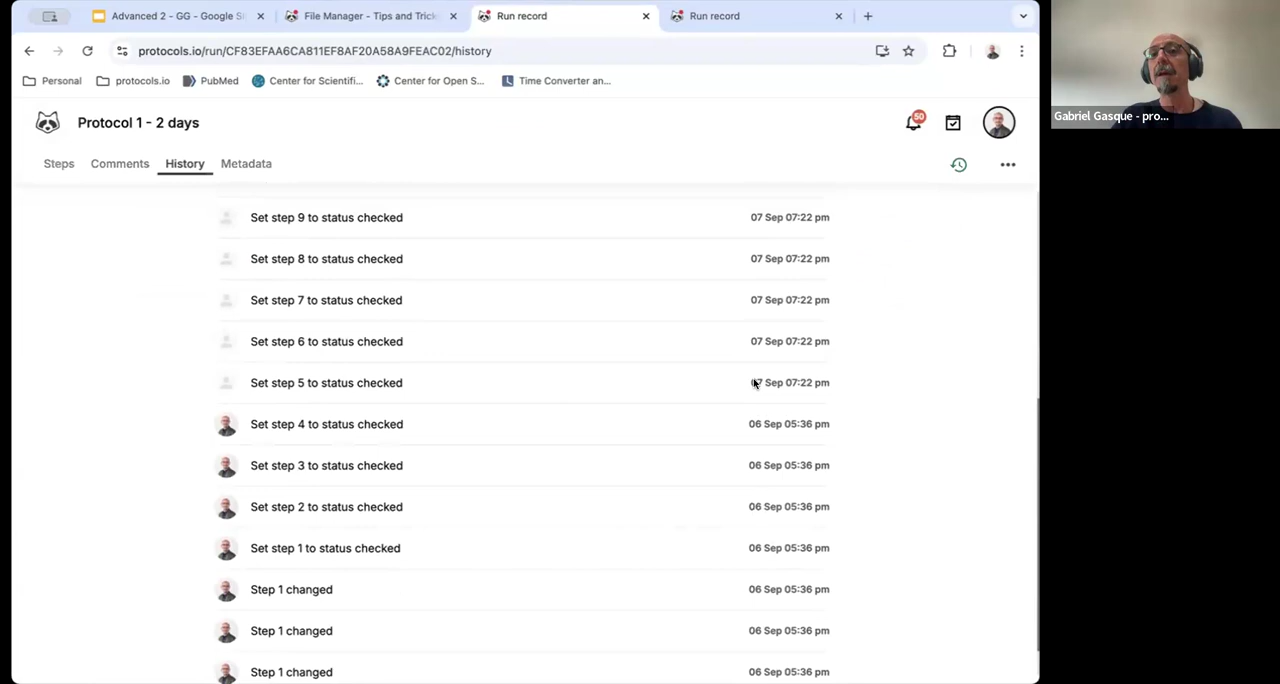 Advanced 2 - GG - Google Sl
File Manager - Tips and Trick
Run record
Run record
protocols.io/run/CF83EFAA6CA811EF8AF20A58A9FEAC02/history
Personal
protocols.io
PubMed
Center for Scientifi...
Center for Open S...
Time Converter an...
Gabriel Gasque - pro...
Protocol 1 - 2 days
50
Steps
Comments
History
Metadata
Set step 9 to status checked 07 Sep 07:22 pm
Set step 8 to status checked 07 Sep 07:22 pm
Set step 7 to status checked 07 Sep 07:22 pm
Set step 6 to status checked 07 Sep 07:22 pm
Set step 5 to status checked 07 Sep 07:22 pm
Set step 4 to status checked 06 Sep 05:36 pm
Set step 3 to status checked 06 Sep 05:36 pm
Set step 2 to status checked 06 Sep 05:36 pm
Set step 1 to status checked 06 Sep 05:36 pm
Step 1 changed 06 Sep 05:36 pm
Step 1 changed 06 Sep 05:36 pm
Step 1 changed 06 Sep 05:36 pm